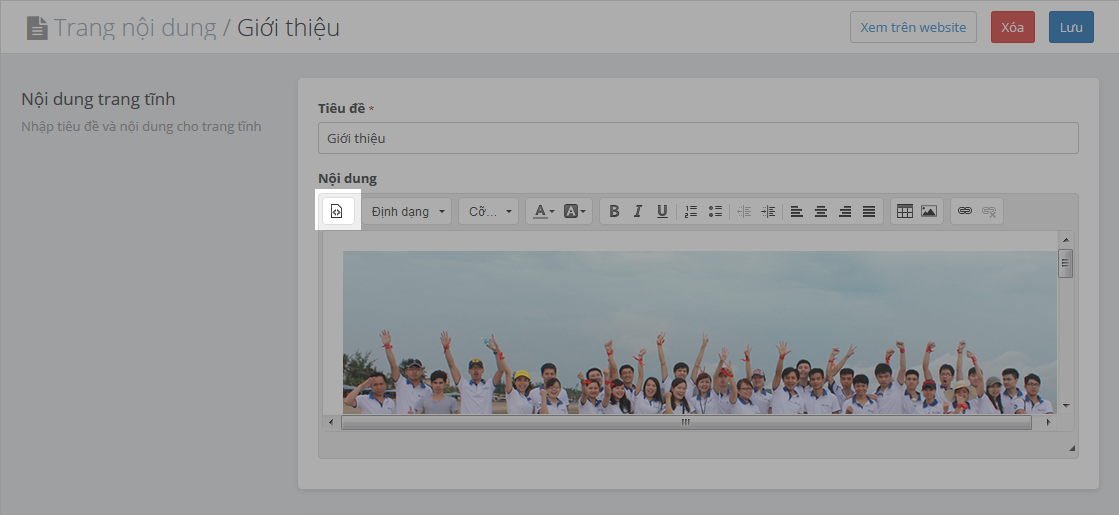 Trang nội dung / Giới thiệu
Xem trên website
Xóa
Lưu
Nội dung trang tĩnh
Nhập tiêu đề và nội dung cho trang tĩnh
Tiêu đề *
Giới thiệu
Nội dung
Định dạng
Cỡ...
A
A
B
I
U